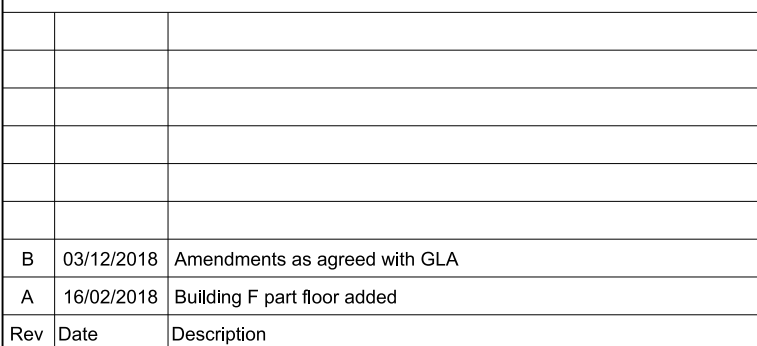 B 03/12/2018 Amendments as agreed with GLA
A 16/02/2018 Building F part floor added
Rev Date Description